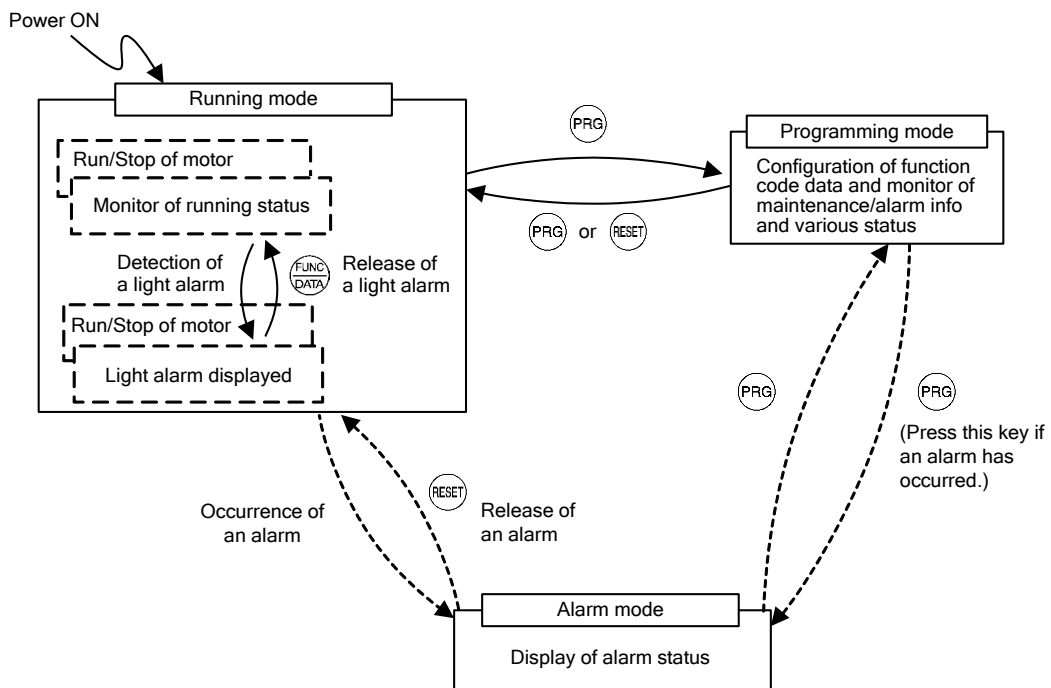 Power ON
Running mode
Run/Stop of motor
Monitor of running status
Detection of
a light alarm
FUNC
DATA
Release of
a light alarm
Run/Stop of motor
Light alarm displayed
PRG
PRG or RESET
Programming mode
Configuration of function
code data and monitor of
maintenance/alarm info
and various status
Occurrence of
an alarm
RESET
Release of
an alarm
PRG
PRG
(Press this key if
an alarm has
occurred.)
Alarm mode
Display of alarm status